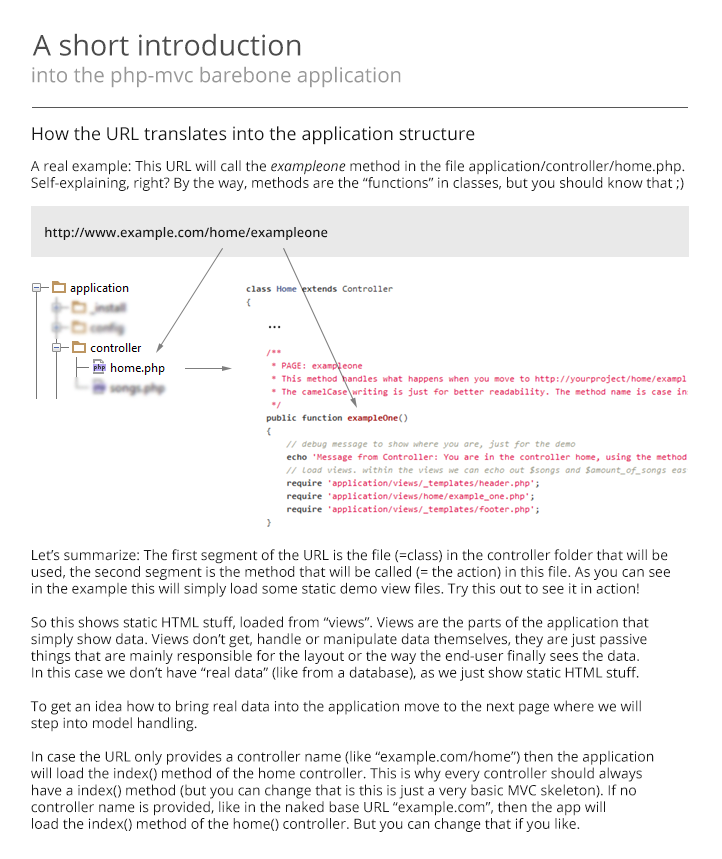 A short introduction
into the php-mvc barebone application
How the URL translates into the application structure
A real example: This URL will call the exampleone method in the file application/controller/home.php.
Self-explaining, right? By the way, methods are the “functions” in classes, but you should know that ;)
http://www.example.com/home/exampleone
application
_install
config
controller
home.php
songs.php
class Home extends Controller
{
...
/**
* PAGE: exampleone
* This method handles what happens when you move to http://yourproject/home/exampl
* The camelCase writing is just for better readability. The method name is case in
*/
public function exampleOne()
{
// debug message to show where you are, just for the demo
echo 'Message from Controller: You are in the controller home, using the method
// load views. within the views we can echo out $songs and $amount_of_songs eas
require 'application/views/_templates/header.php';
require 'application/views/home/example_one.php';
require 'application/views/_templates/footer.php';
}
Let’s summarize: The first segment of the URL is the file (=class) in the controller folder that will be
used, the second segment is the method that will be called (= the action) in this file. As you can see
in the example this will simply load some static demo view files. Try this out to see it in action!
So this shows static HTML stuff, loaded from “views”. Views are the parts of the application that
simply show data. Views don’t get, handle or manipulate data themselves, they are just passive
things that are mainly responsible for the layout or the way the end-user finally sees the data.
In this case we don’t have “real data” (like from a database), as we just show static HTML stuff.
To get an idea how to bring real data into the application move to the next page where we will
step into model handling.
In case the URL only provides a controller name (like “example.com/home”) then the application
will load the index() method of the home controller. This is why every controller should always
have a index() method (but you can change that is this is just a very basic MVC skeleton). If no
controller name is provided, like in the naked base URL “example.com”, then the app will
load the index() method of the home() controller. But you can change that if you like.